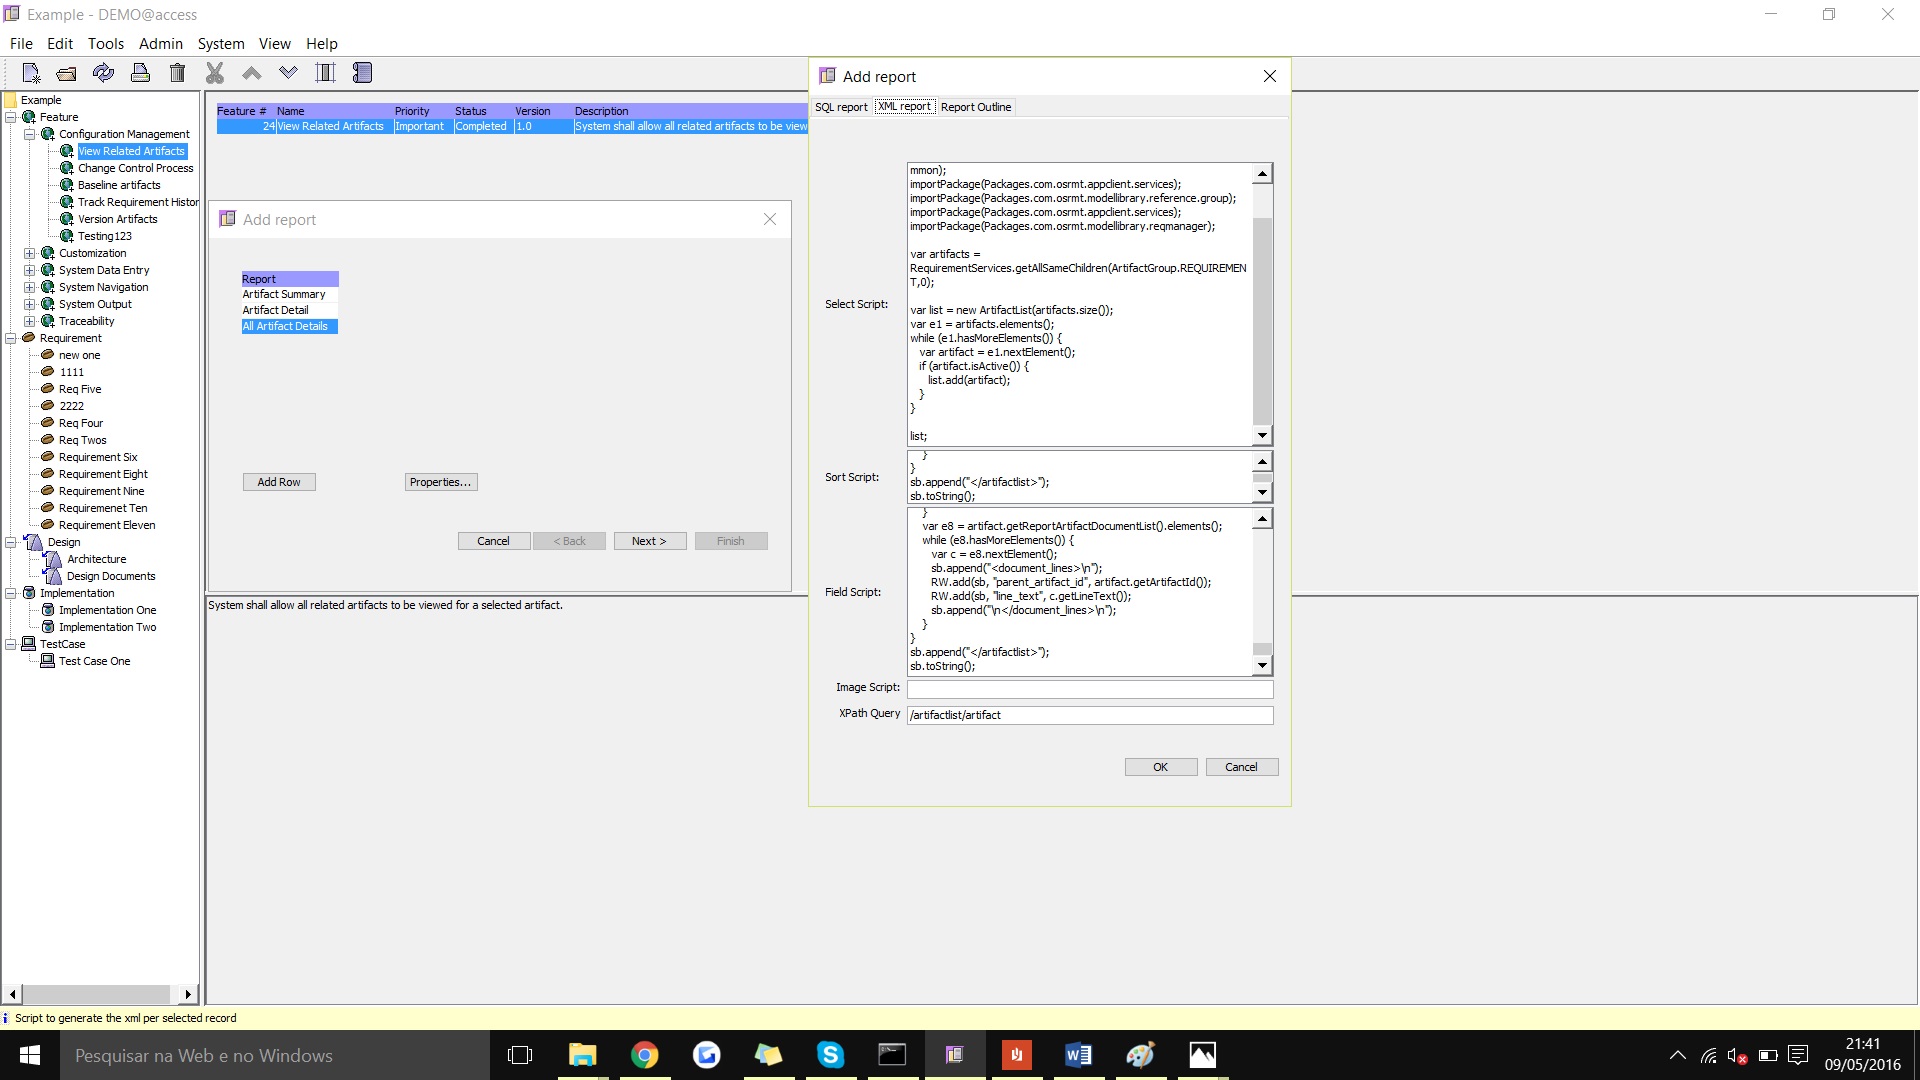 Example - DEMO@access
File Edit Tools Admin System View Help
Example
Feature
Configuration Management
View Related Artifacts
Change Control Process
Baseline artifacts
Track Requirement Histor
Version Artifacts
Testing123
Customization
System Data Entry
System Navigation
System Output
Traceability
Requirement
new one
1111
Req Five
2222
Req Four
Req Twos
Requirement Six
Requirement Eight
Requirement Nine
Requiremenet Ten
Requirement Eleven
Design
Architecture
Design Documents
Implementation
Implementation One
Implementation Two
TestCase
Test Case One
Feature # Name Priority Status Version Description
24 View Related Artifacts Important Completed 1.0 System shall allow all related artifacts to be view
Add report
Report
Artifact Summary
Artifact Detail
All Artifact Details
Add Row Properties...
Cancel < Back Next > Finish
System shall allow all related artifacts to be viewed for a selected artifact.
Add report
SQL report XML report Report Outline
Select Script:
mmon);
importPackage(Packages.com.osrmt.appclient.services);
importPackage(Packages.com.osrmt.modellibrary.reference.group);
importPackage(Packages.com.osrmt.appclient.services);
importPackage(Packages.com.osrmt.modellibrary.reqmanager);
var artifacts =
RequirementServices.getAllSameChildren(ArtifactGroup.REQUIREMEN
T,0);
var list = new ArtifactList(artifacts.size());
var e1 = artifacts.elements();
while (e1.hasMoreElements()) {
var artifact = e1.nextElement();
if (artifact.isActive()) {
list.add(artifact);
}
}
list;
Sort Script:
}
}
sb.append("</artifactlist>");
sb.toString();
Field Script:
}
var e8 = artifact.getReportArtifactDocumentList().elements();
while (e8.hasMoreElements()) {
var c = e8.nextElement();
sb.append("<document_lines>\n");
RW.add(sb, "parent_artifact_id", artifact.getArtifactId());
RW.add(sb, "line_text", c.getLineText());
sb.append("\n</document_lines>\n");
}
}
sb.append("</artifactlist>");
sb.toString();
Image Script:
XPath Query /artifactlist/artifact
OK Cancel
Script to generate the xml per selected record
Pesquisar na Web e no Windows
21:41
09/05/2016